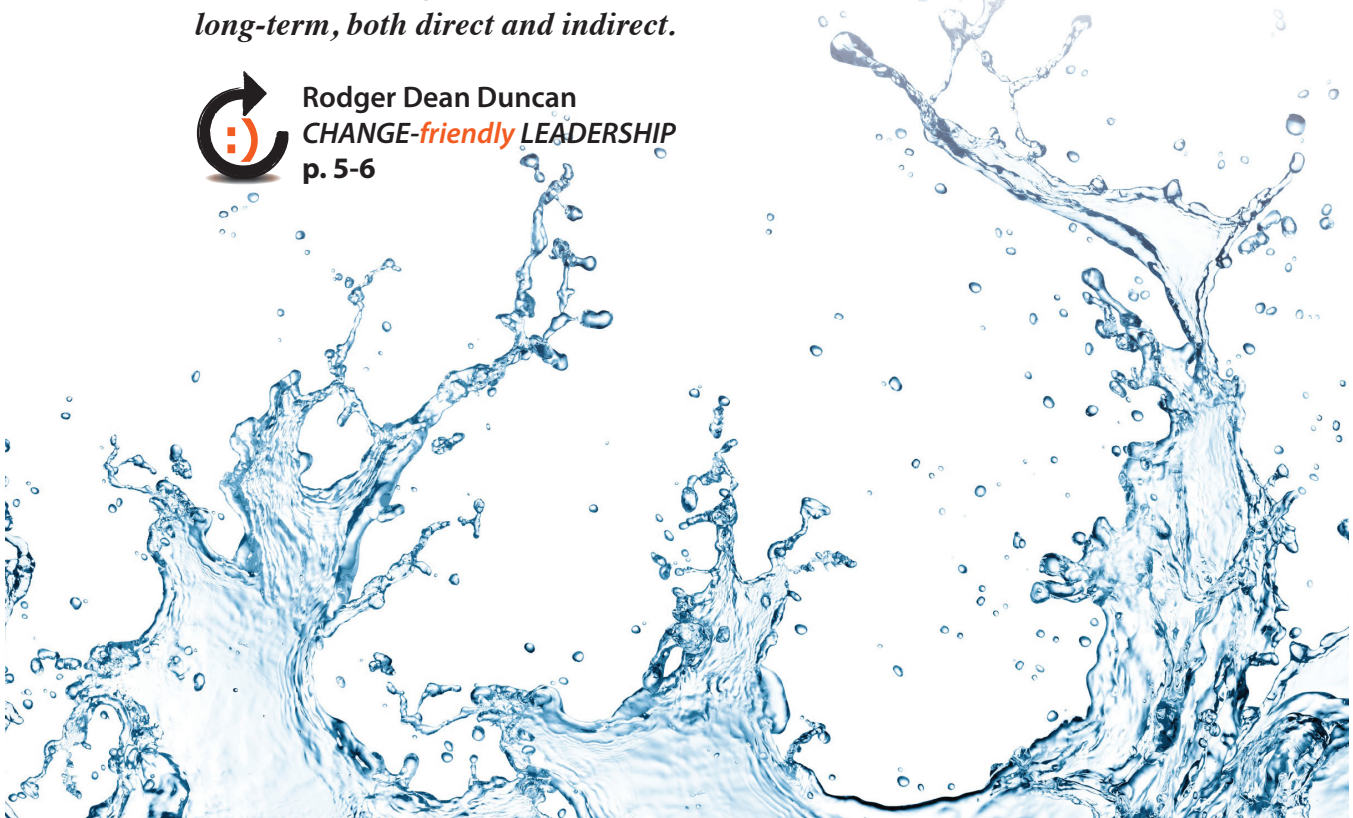 long-term, both direct and indirect.
:)
Rodger Dean Duncan
CHANGE-friendly LEADERSHIP
p. 5-6